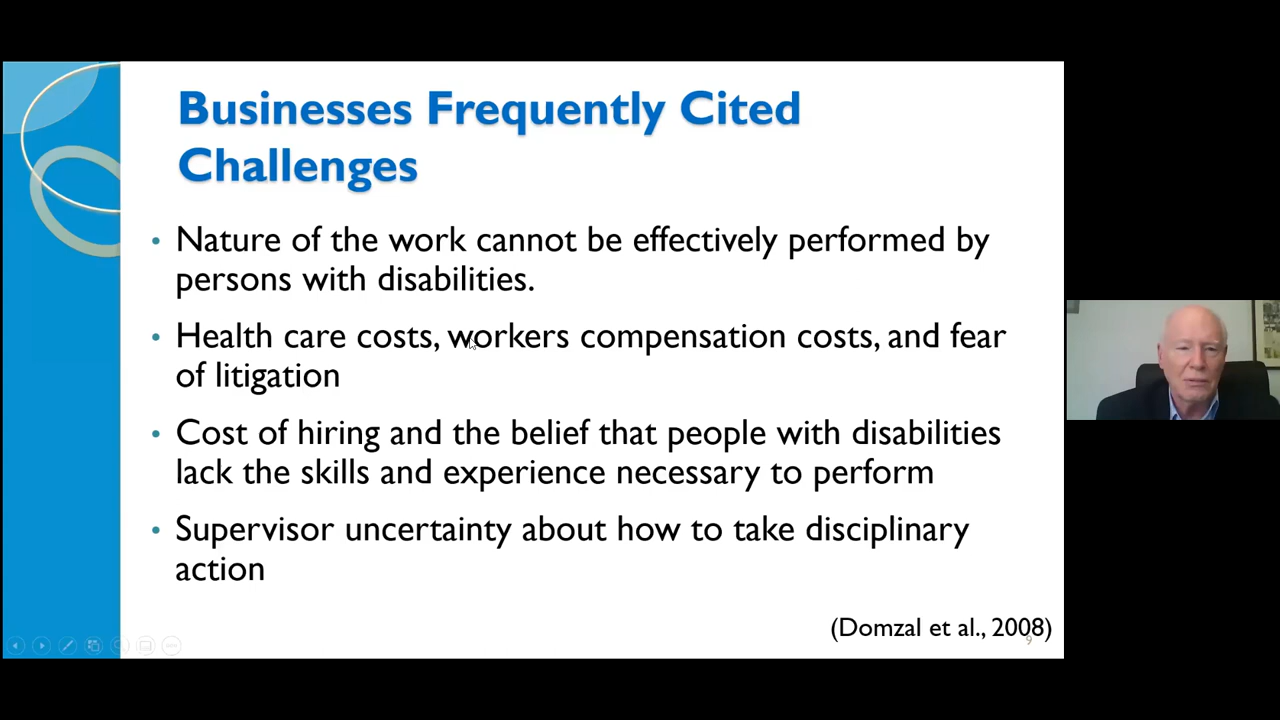 Businesses Frequently Cited
Challenges
• Nature of the work cannot be effectively performed by
persons with disabilities.
• Health care costs, workers compensation costs, and fear
of litigation
• Cost of hiring and the belief that people with disabilities
lack the skills and experience necessary to perform
• Supervisor uncertainty about how to take disciplinary
action
(Domzal et al., 2008)
9